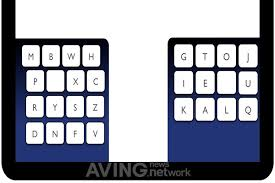 M B W H
P X C
R Y S Z
D N F V
G T O J
I E U
K A L Q
AVING news network